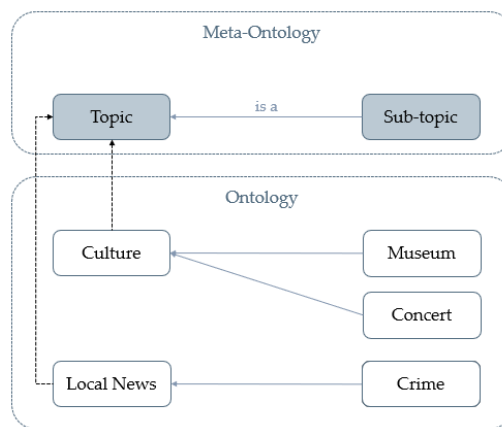 Meta-Ontology
Topic
is a
Sub-topic
Ontology
Culture
Museum
Concert
Local News
Crime